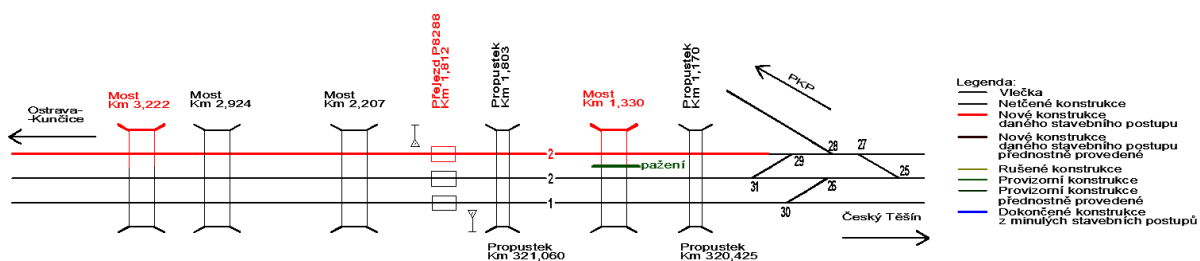 Ostrava-
-Kunčice
Most
Km 3,222
Most
Km 2,924
Most
Km 2,207
Přejezd P8288
Km 1,812
Propustek
Km 1,803
Most
Km 1,330
Propustek
Km 1,170
PKP
2
pažení
28
27
29
31
2
26
25
1
30
Český Těšín
Propustek
Km 321,060
Propustek
Km 320,425
Legenda:
Vlečka
Netčené konstrukce
Nové konstrukce
daného stavebního postupu
Nové konstrukce
daného stavebního postupu
přednostně provedené
Rušené konstrukce
Provizorní konstrukce
Provizorní konstrukce
přednostně provedené
Dokončené konstrukce
z minulých stavebních postupů